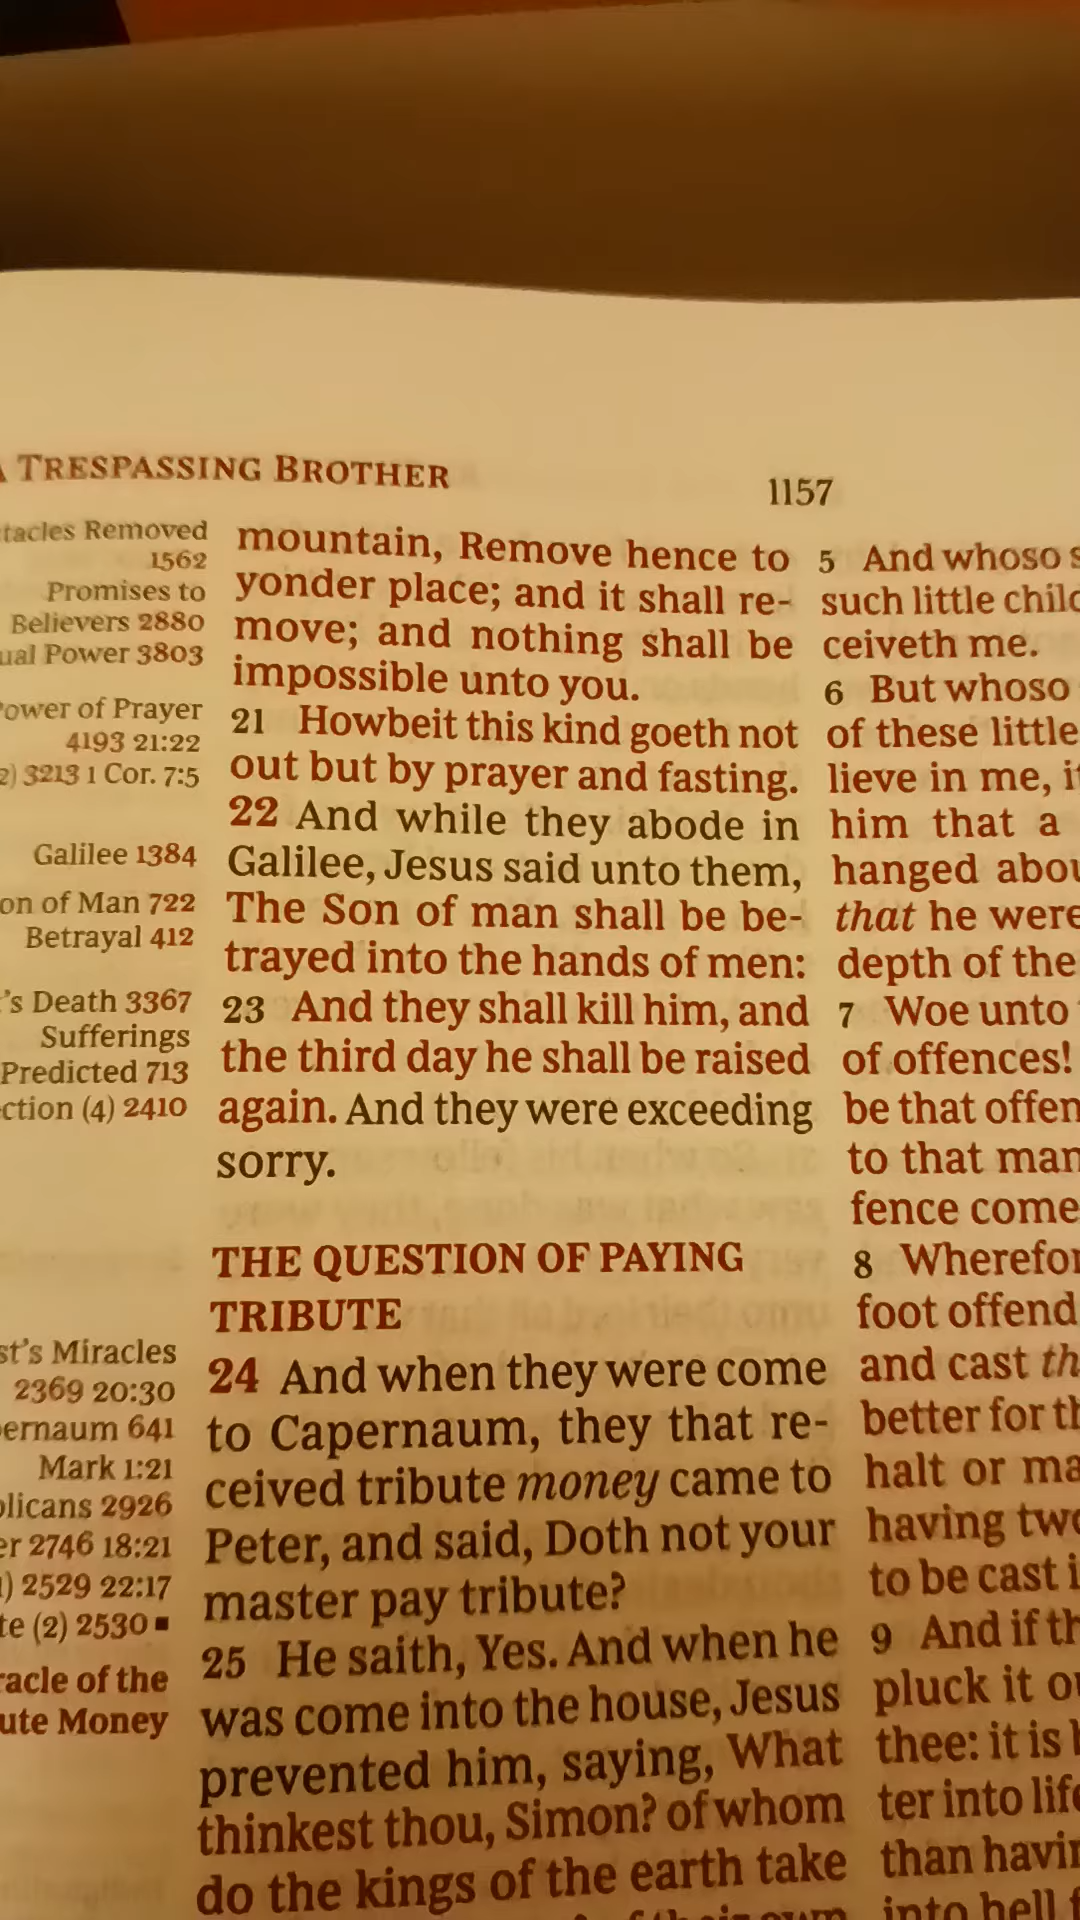 TRESPASSING BROTHER
1157
tacles Removed
1562
Promises to
Believers 2880
ual Power 3803
Power of Prayer
4193 21:22
2) 3213 1 Cor. 7:5
Galilee 1384
on of Man 722
Betrayal 412
's Death 3367
Sufferings
Predicted 713
ction (4) 2410
st's Miracles
2369 20:30
ernaum 641
Mark 1:21
blicans 2926
er 2746 18:21
) 2529 22:17
te (2) 2530 ■
racle of the
ute Money
mountain, Remove hence to
yonder place; and it shall re-
move; and nothing shall be
impossible unto you.
21 Howbeit this kind goeth not
out but by prayer and fasting.
22 And while they abode in
Galilee, Jesus said unto them,
The Son of man shall be be-
trayed into the hands of men:
23 And they shall kill him, and
the third day he shall be raised
again. And they were exceeding
sorry.
THE QUESTION OF PAYING
TRIBUTE
24 And when they were come
to Capernaum, they that re-
ceived tribute money came to
Peter, and said, Doth not your
master pay tribute?
25 He saith, Yes. And when he
was come into the house, Jesus
prevented him, saying, What
thinkest thou, Simon? of whom
do the kings of the earth take
5 And whoso s
such little child
ceiveth me.
6 But whoso
of these little
lieve in me, it
him that a
hanged abou
that he were
depth of the
7 Woe unto
of offences!
be that offen
to that man
fence come
8 Wherefor
foot offend
and cast th
better for th
halt or ma
having two
to be cast i
9 And if th
pluck it ou
thee: it is b
ter into life
than havin
into hell f